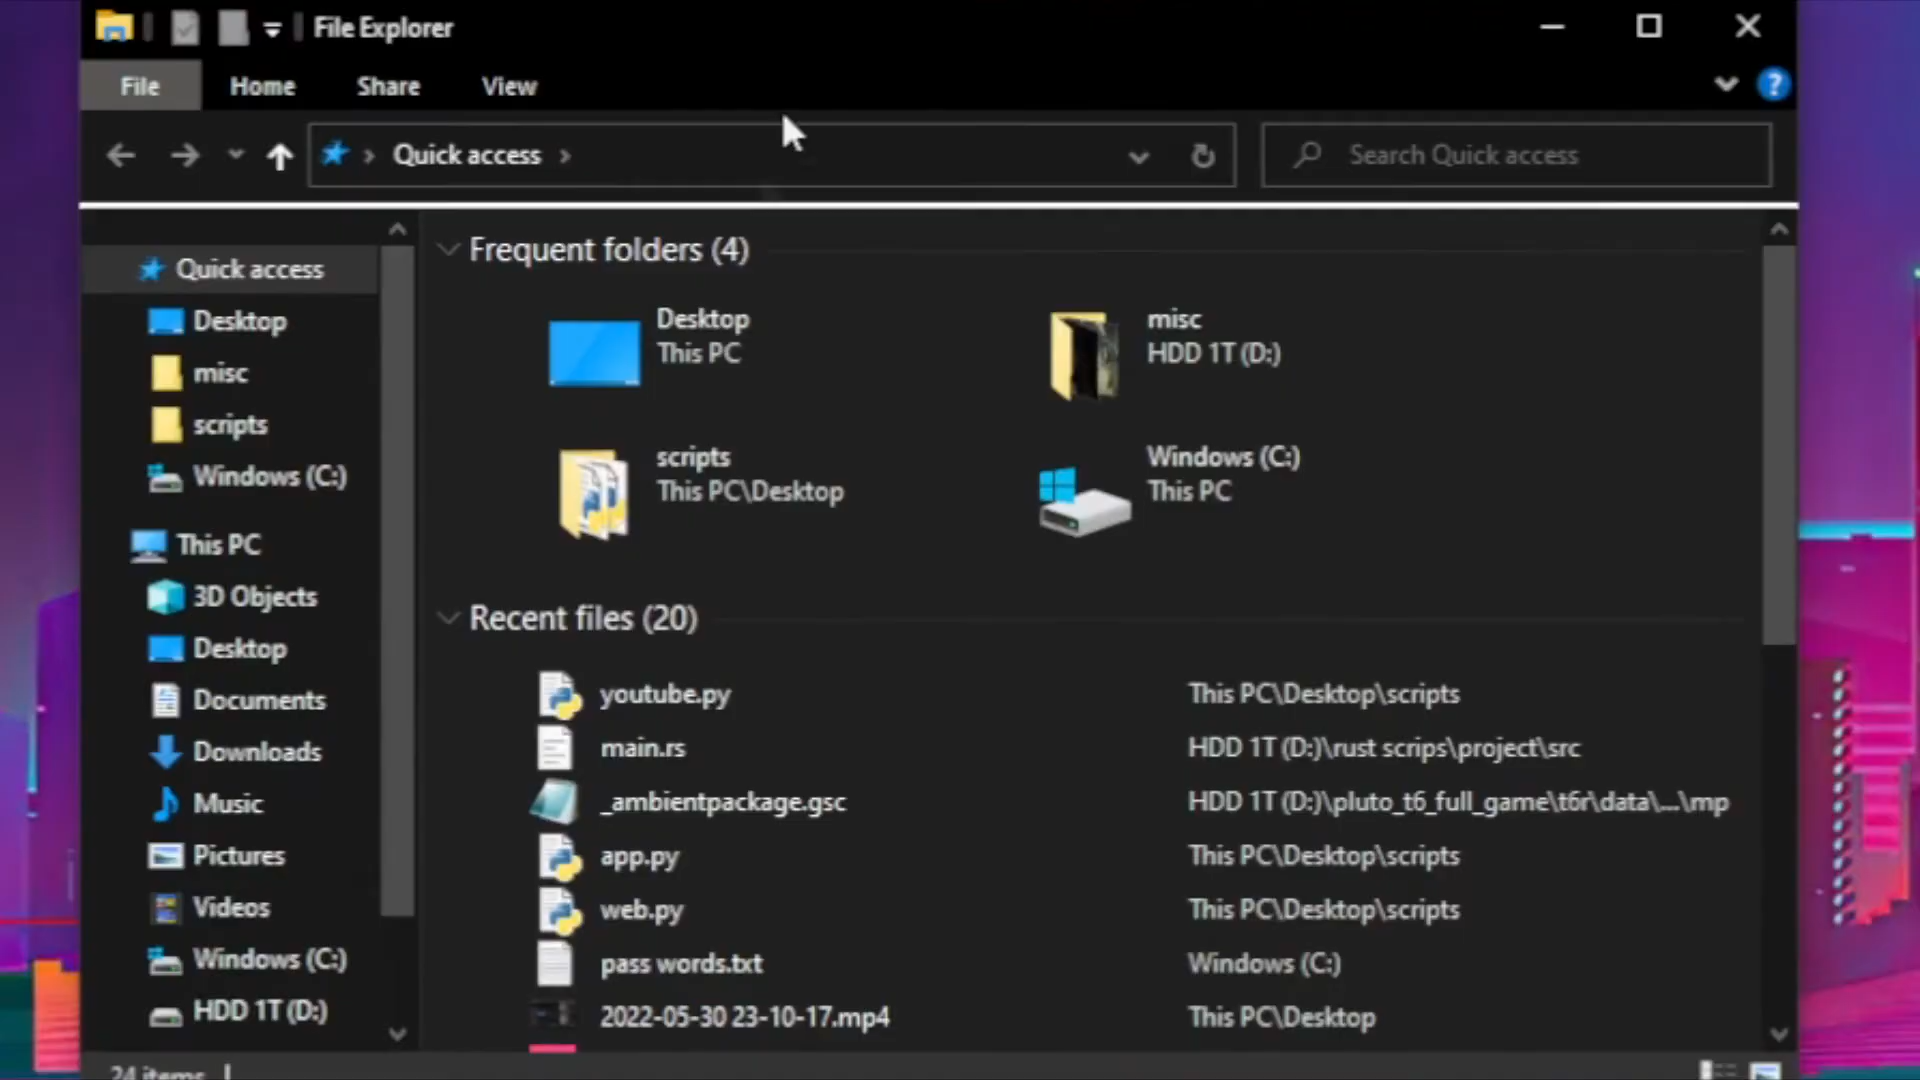 File Explorer
File Home Share View
Quick access
Search Quick access
Quick access
Desktop
misc
scripts
Windows (C:)
This PC
3D Objects
Desktop
Documents
Downloads
Music
Pictures
Videos
Windows (C:)
HDD 1T (D:)
Frequent folders (4)
Desktop
This PC
misc
HDD 1T (D:)
scripts
This PC\Desktop
Windows (C:)
This PC
Recent files (20)
youtube.py This PC\Desktop\scripts
main.rs HDD 1T (D:)\rust scrips\project\src
_ambientpackage.gsc HDD 1T (D:)\pluto_t6_full_game\t6r\data\...\mp
app.py This PC\Desktop\scripts
web.py This PC\Desktop\scripts
pass words.txt Windows (C:)
2022-05-30 23-10-17.mp4 This PC\Desktop
24 items